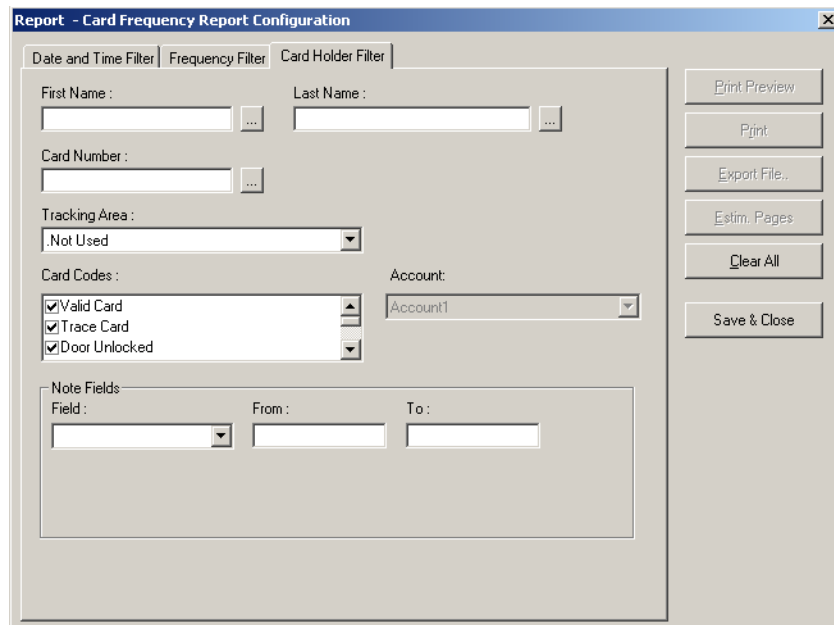 Report - Card Frequency Report Configuration
Date and Time Filter Frequency Filter Card Holder Filter
First Name : Last Name :
... ...
Card Number :
...
Tracking Area :
.Not Used
Card Codes : Account:
Valid Card Account1
Trace Card
Door Unlocked
Note Fields
Field : From : To :
Print Preview
Print
Export File..
Estim. Pages
Clear All
Save & Close